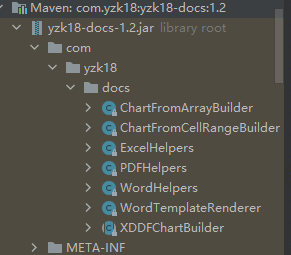 Maven: com.yzk18:yzk18-docs:1.2
yzk18-docs-1.2.jar library root
com
yzk18
docs
ChartFromArrayBuilder
ChartFromCellRangeBuilder
ExcelHelpers
PDFHelpers
WordHelpers
WordTemplateRenderer
XDDFChartBuilder
META-INF